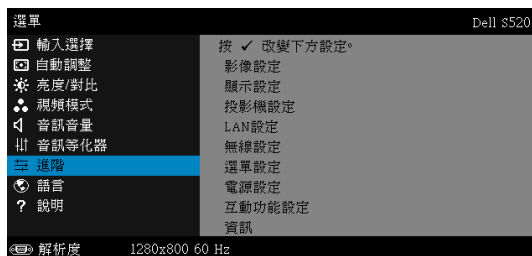 選單 Dell S520
輸入選擇
自動調整
亮度/對比
視頻模式
音訊音量
音訊等化器
進階
語言
? 說明
按 ✓ 改變下方設定。
影像設定
顯示設定
投影機設定
LAN設定
無線設定
選單設定
電源設定
互動功能設定
資訊
解析度 1280x800 60 Hz